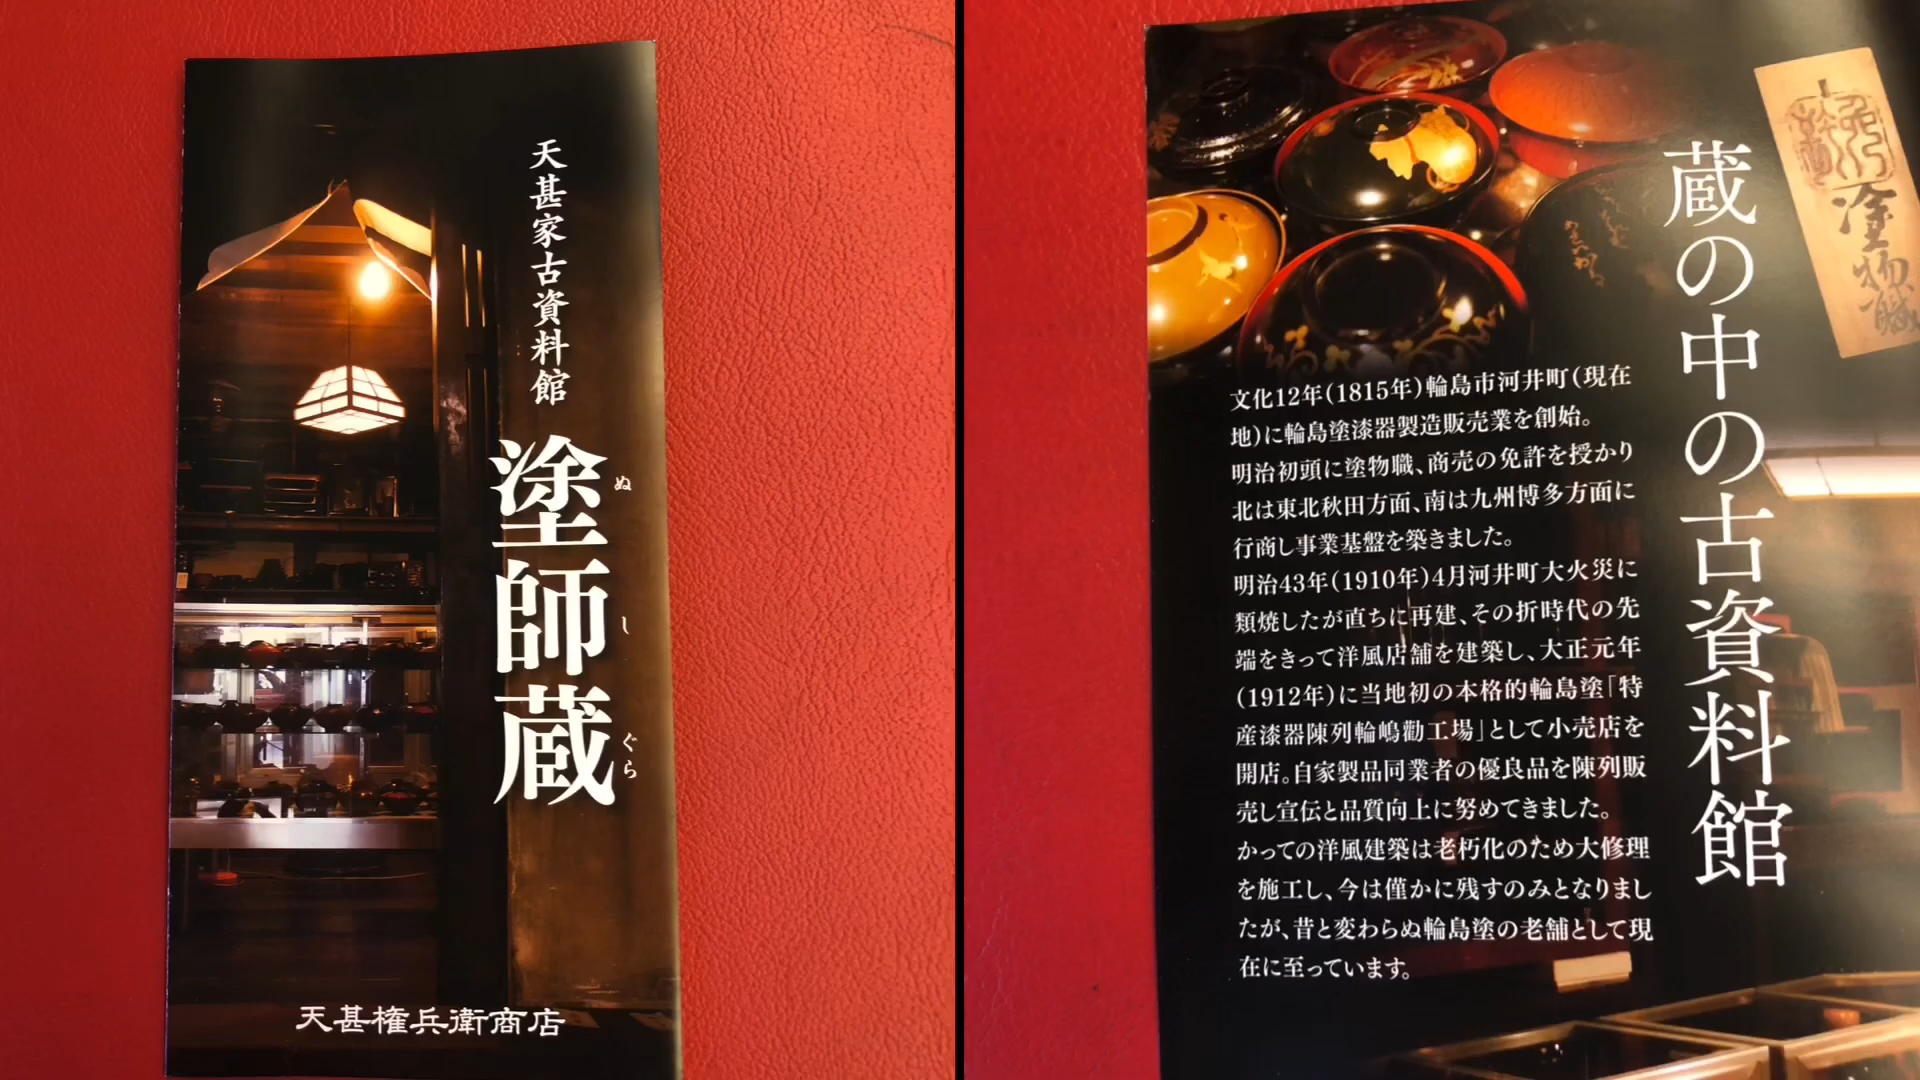 天甚家古資料館
塗師蔵
ぬ
し
ぐら
天甚権兵衛商店
蔵の中の古資料館
文化12年(1815年)輪島市河井町(現在
地)に輪島塗漆器製造販売業を創始。
明治初頭に塗物職、商売の免許を授かり
北は東北秋田方面、南は九州博多方面に
行商し事業基盤を築きました。
明治43年(1910年)4月河井町大火災に
類焼したが直ちに再建、その折時代の先
端をきって洋風店舗を建築し、大正元年
(1912年)に当地初の本格的輪島塗「特
産漆器陳列輪嶋勸工場」として小売店を
開店。自家製品同業者の優良品を陳列販
売し宣伝と品質向上に努めてきました。
かっての洋風建築は老朽化のため大修理
を施工し、今は僅かに残すのみとなりまし
たが、昔と変わらぬ輪島塗の老舗として現
在に至っています。
塗物職